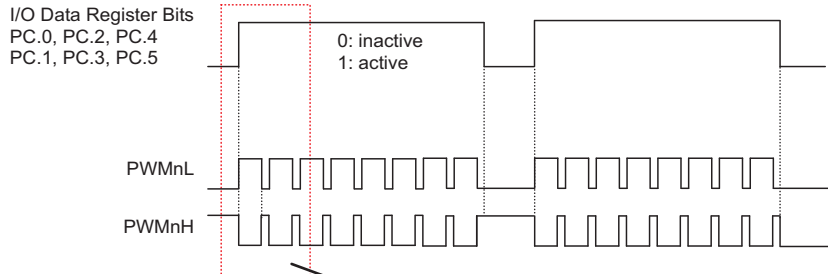 I/O Data Register Bits
PC.0, PC.2, PC.4
PC.1, PC.3, PC.5
0: inactive
1: active
PWMnL
PWMnH